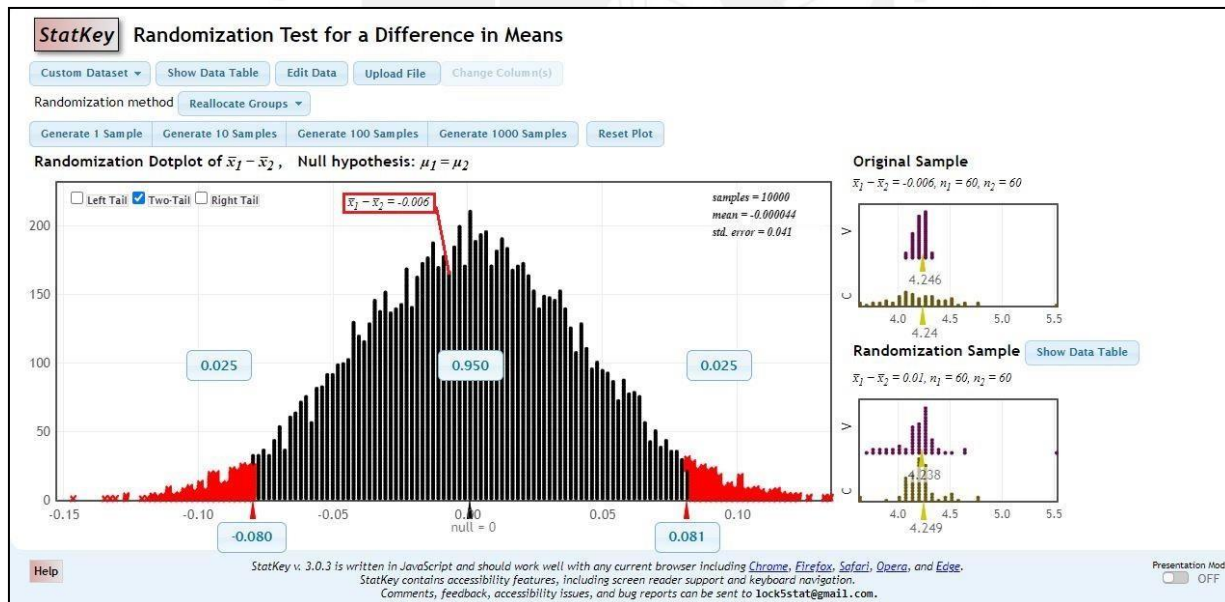 StatKey Randomization Test for a Difference in Means
Custom Dataset Show Data Table Edit Data Upload File Change Column(s)
Randomization method Reallocate Groups
Generate 1 Sample Generate 10 Samples Generate 100 Samples Generate 1000 Samples Reset Plot
Randomization Dotplot of x̄₁ − x̄₂ , Null hypothesis: μ₁ = μ₂
Left Tail Two-Tail Right Tail
x̄₁ − x̄₂ = -0.006
samples = 10000
mean = -0.000044
std. error = 0.041
200
150
100
50
0
0.025 0.950 0.025
-0.15 -0.10 -0.05 0.00 0.05 0.10
null = 0
-0.080 0.081
Original Sample
x̄₁ − x̄₂ = -0.006, n₁ = 60, n₂ = 60
V
4.246
C
4.0 4.5 5.0 5.5
4.24
Randomization Sample Show Data Table
x̄₁ − x̄₂ = 0.01, n₁ = 60, n₂ = 60
V
4.238
C
4.0 4.5 5.0 5.5
4.249
Help
StatKey v. 3.0.3 is written in JavaScript and should work well with any current browser including Chrome, Firefox, Safari, Opera, and Edge.
StatKey contains accessibility features, including screen reader support and keyboard navigation.
Comments, feedback, accessibility issues, and bug reports can be sent to lock5stat@gmail.com.
Presentation Mod
OFF